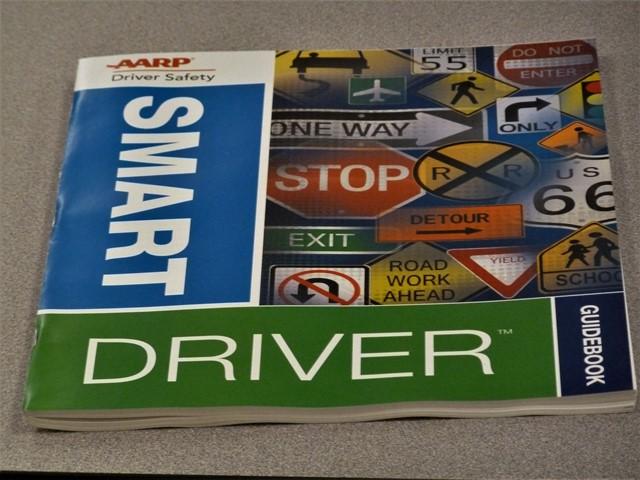 AARP
Driver Safety
SMART
LIMIT
55
DO NOT
ENTER
ONE WAY
ONLY
STOP
R R
US
66
DETOUR
EXIT
ROAD
WORK
AHEAD
YIELD
SCHOO
DRIVER™
GUIDEBOOK